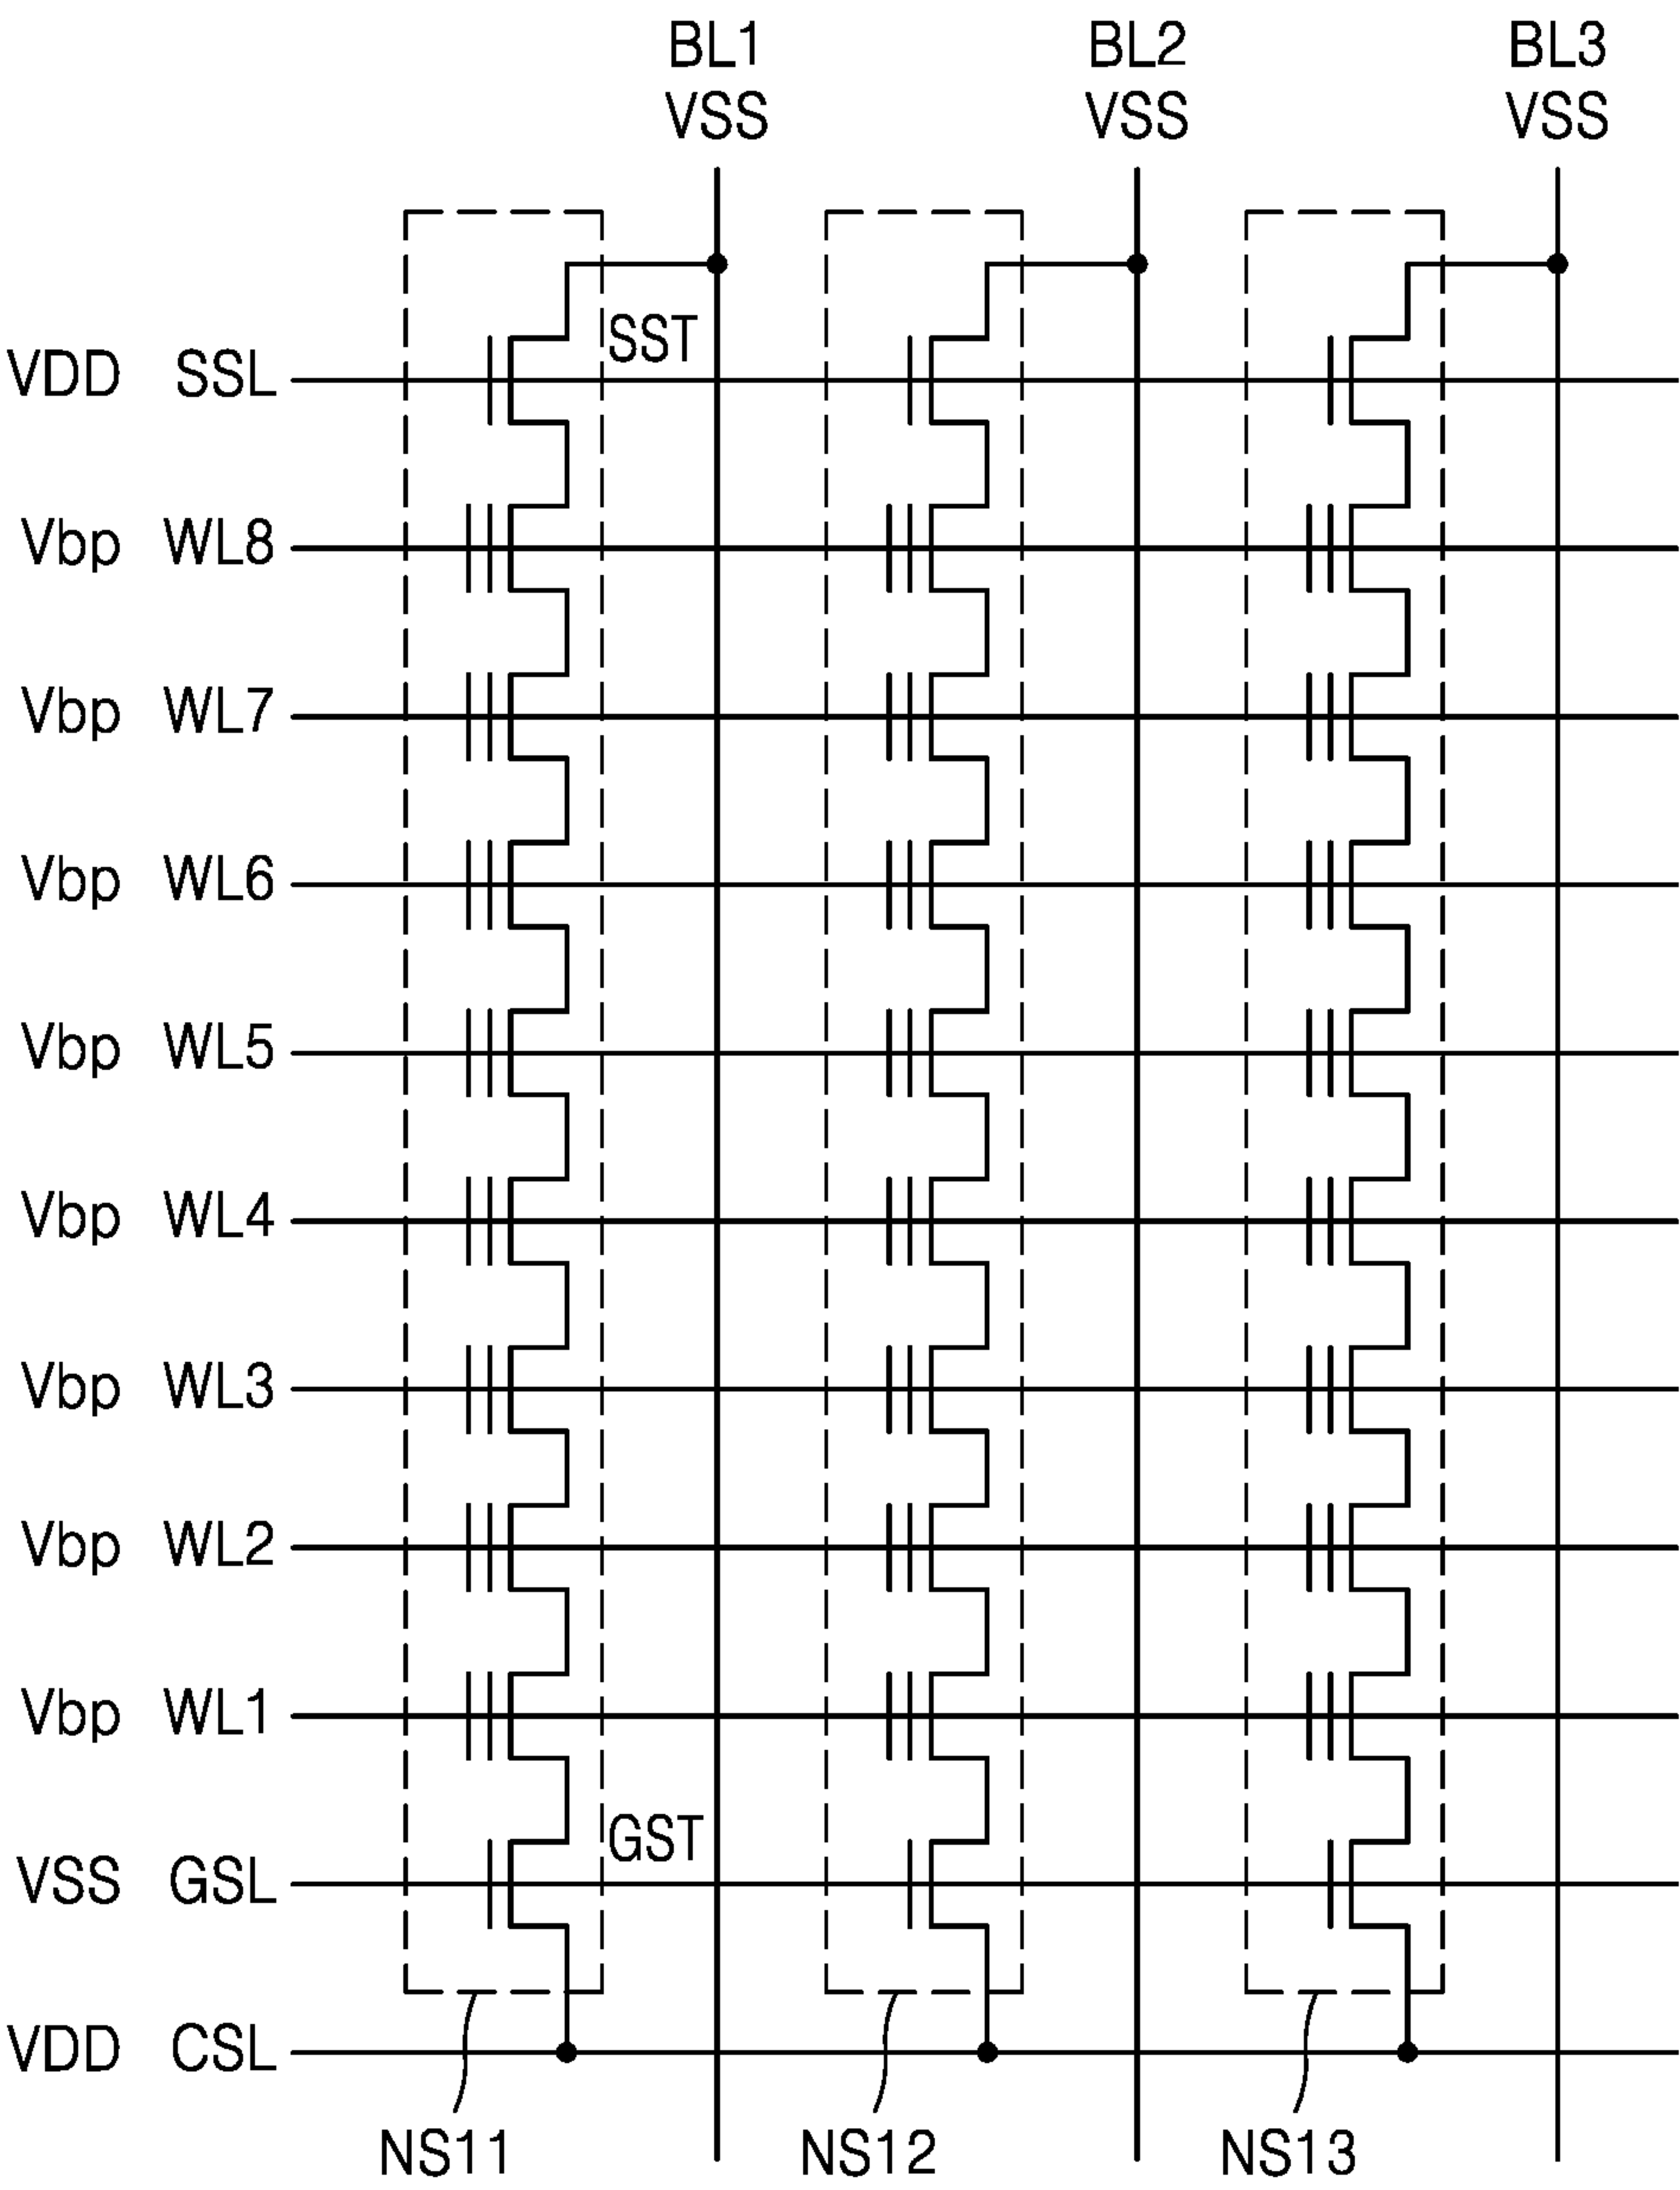 BL1 BL2 BL3
VSS VSS VSS
SST
VDD SSL
Vbp WL8
Vbp WL7
Vbp WL6
Vbp WL5
Vbp WL4
Vbp WL3
Vbp WL2
Vbp WL1
GST
VSS GSL
VDD CSL
NS11 NS12 NS13